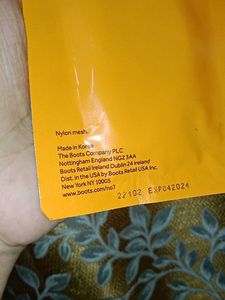 Nylon mesh.
Made in Korea
The Boots Company PLC
Nottingham England NG2 3AA
Boots Retail Ireland Dublin 24 Ireland
Dist. in the USA by Boots Retail USA Inc.
New York NY 10005
www.boots.com/no7
22102 EXP042024